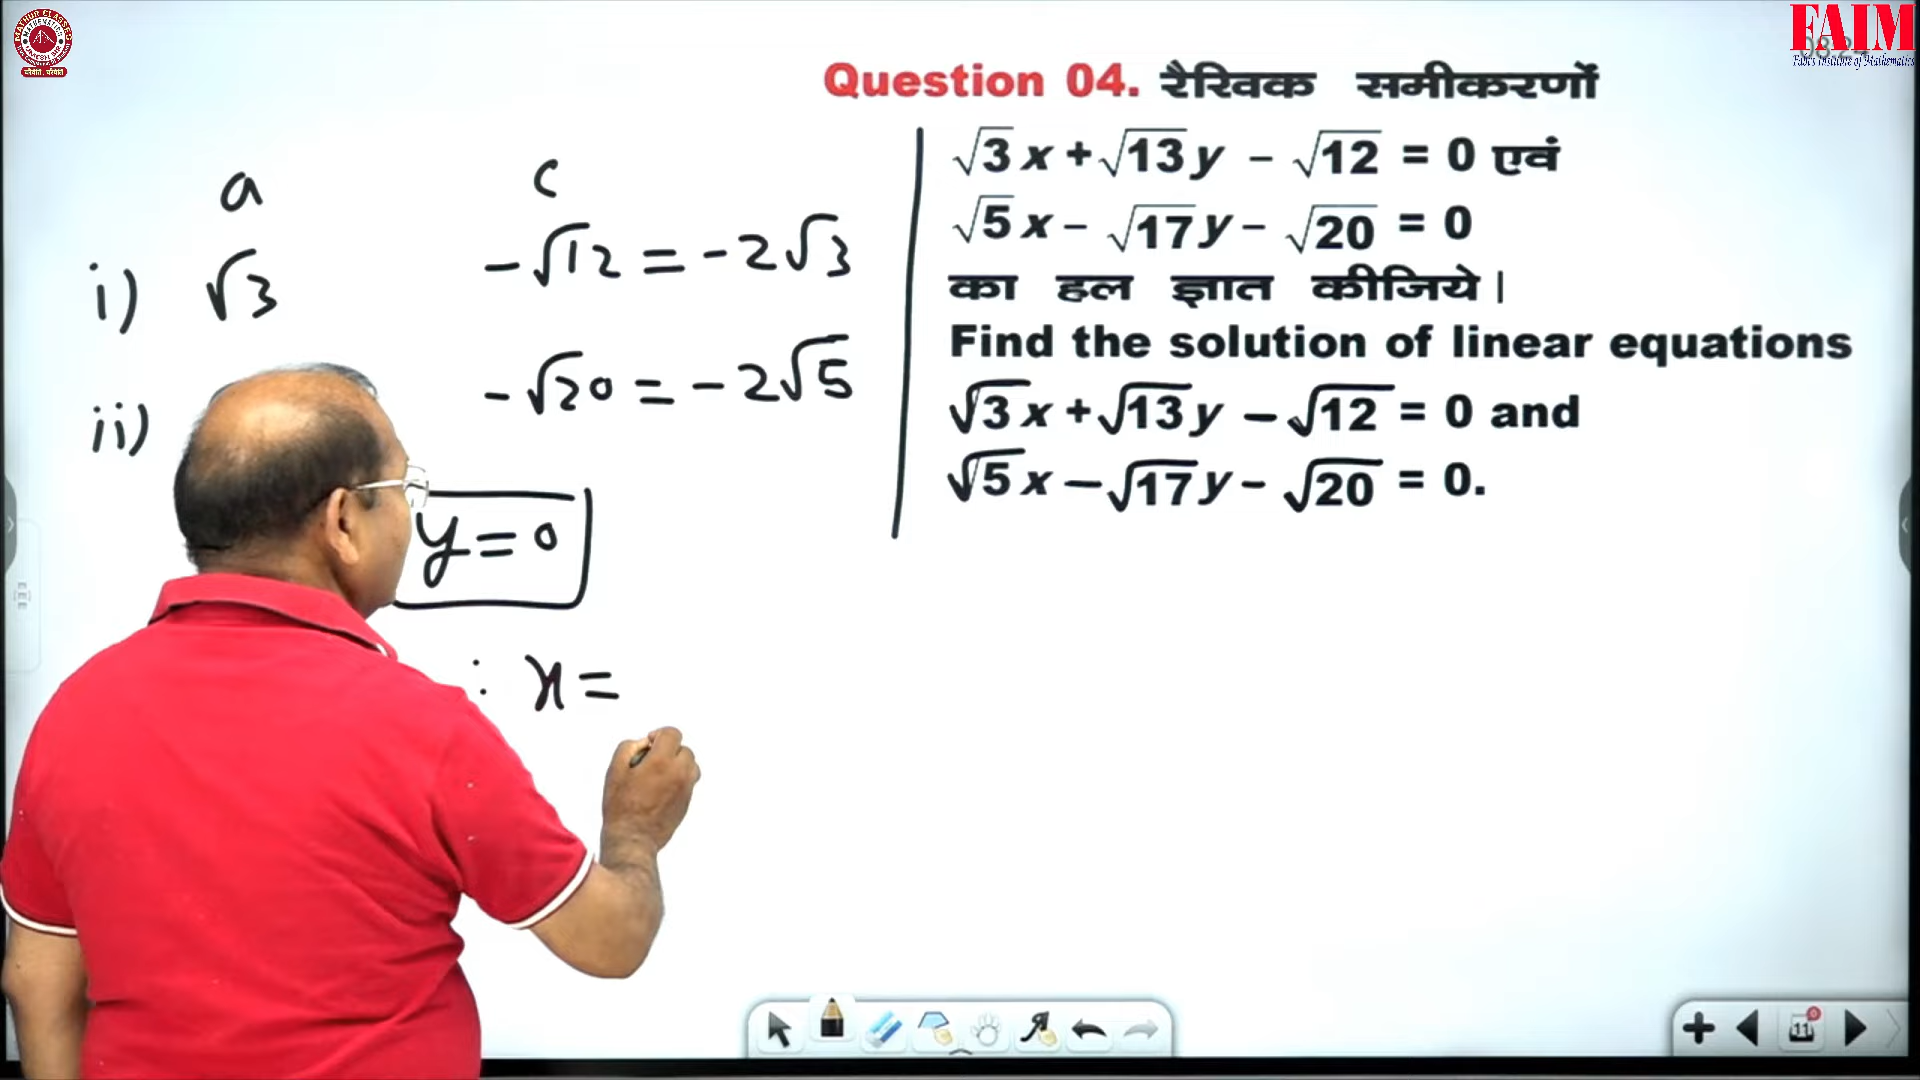 FAIM
Question 04. रैखिक समीकरणों
√3x + √13y - √12 = 0 एवं
√5x - √17y - √20 = 0
का हल ज्ञात कीजिये |
Find the solution of linear equations
√3x + √13y - √12 = 0 and
√5x - √17y - √20 = 0.
a c
i) √3 -√12 = -2√3
ii) -√20 = -2√5
y = 0
x =
11